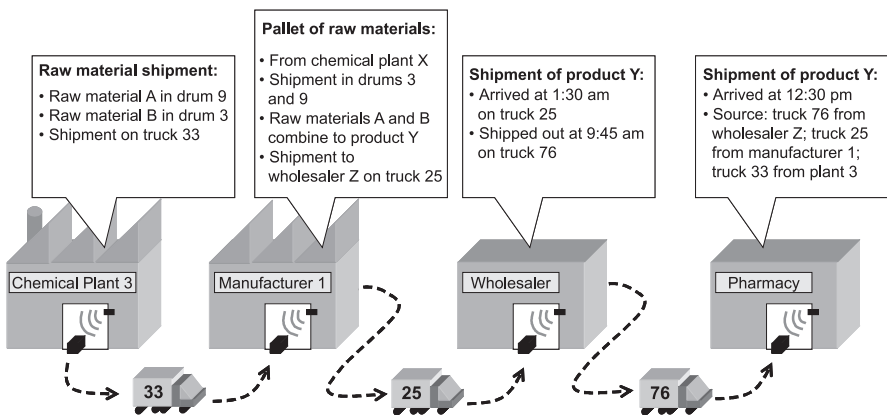 Raw material shipment:
• Raw material A in drum 9
• Raw material B in drum 3
• Shipment on truck 33
Pallet of raw materials:
• From chemical plant X
• Shipment in drums 3
and 9
• Raw materials A and B
combine to product Y
• Shipment to
wholesaler Z on truck 25
Shipment of product Y:
• Arrived at 1:30 am
on truck 25
• Shipped out at 9:45 am
on truck 76
Shipment of product Y:
• Arrived at 12:30 pm
• Source: truck 76 from
wholesaler Z; truck 25
from manufacturer 1;
truck 33 from plant 3
Chemical Plant 3
Manufacturer 1
Wholesaler
Pharmacy
33
25
76